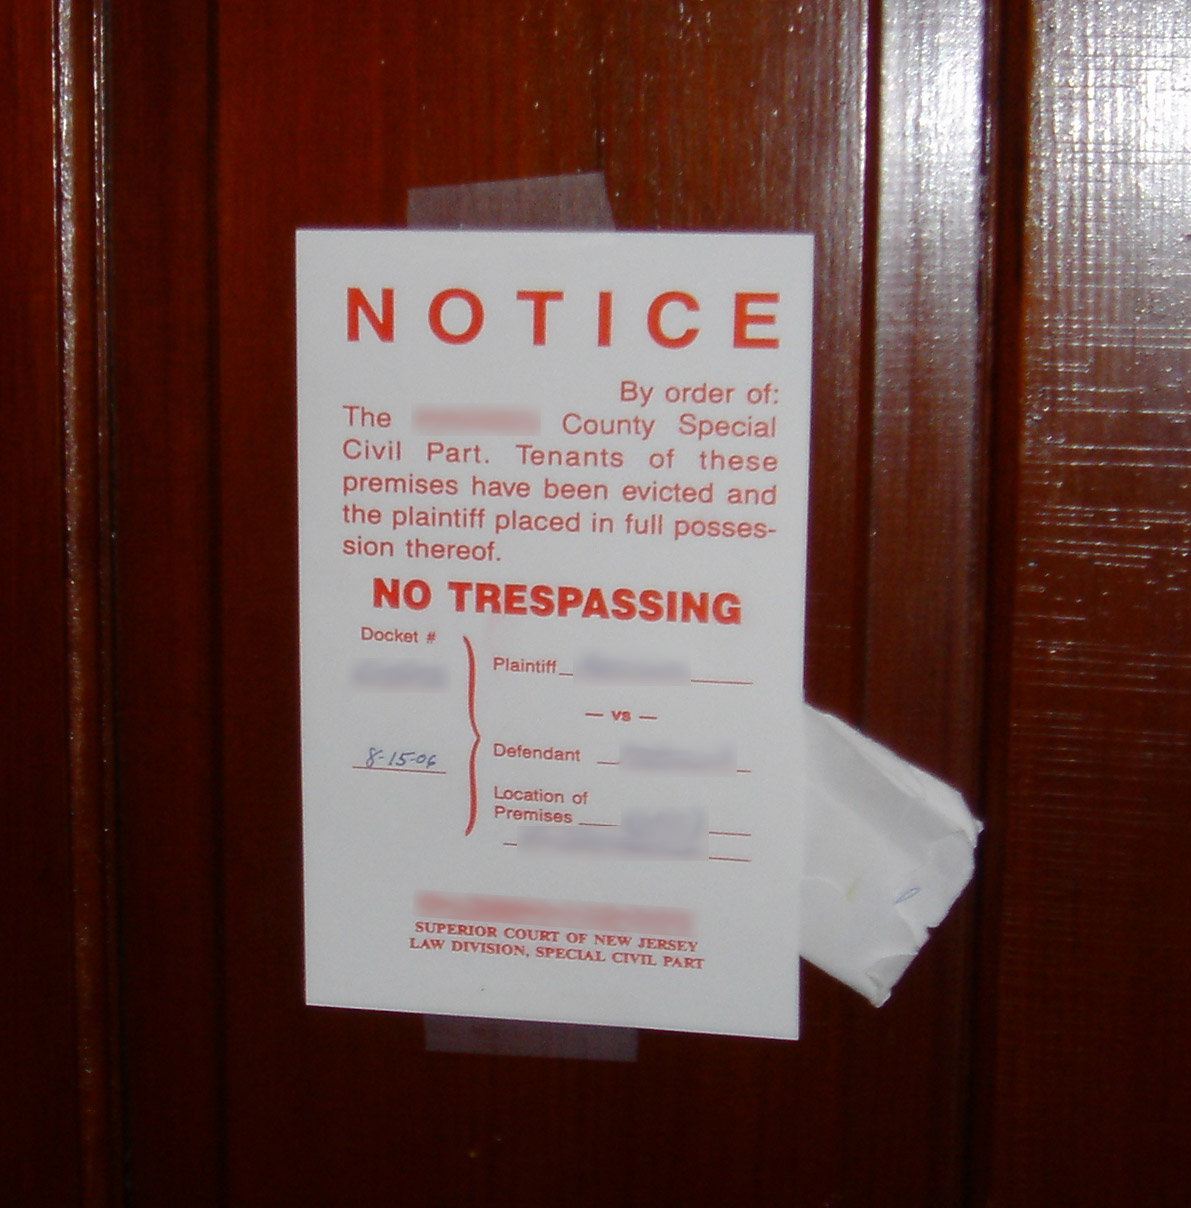 NOTICE
By order of:
The County Special
Civil Part. Tenants of these
premises have been evicted and
the plaintiff placed in full posses-
sion thereof.
NO TRESPASSING
Docket #
8-15-06
Plaintiff
— vs —
Defendant
Location of
Premises
SUPERIOR COURT OF NEW JERSEY
LAW DIVISION, SPECIAL CIVIL PART